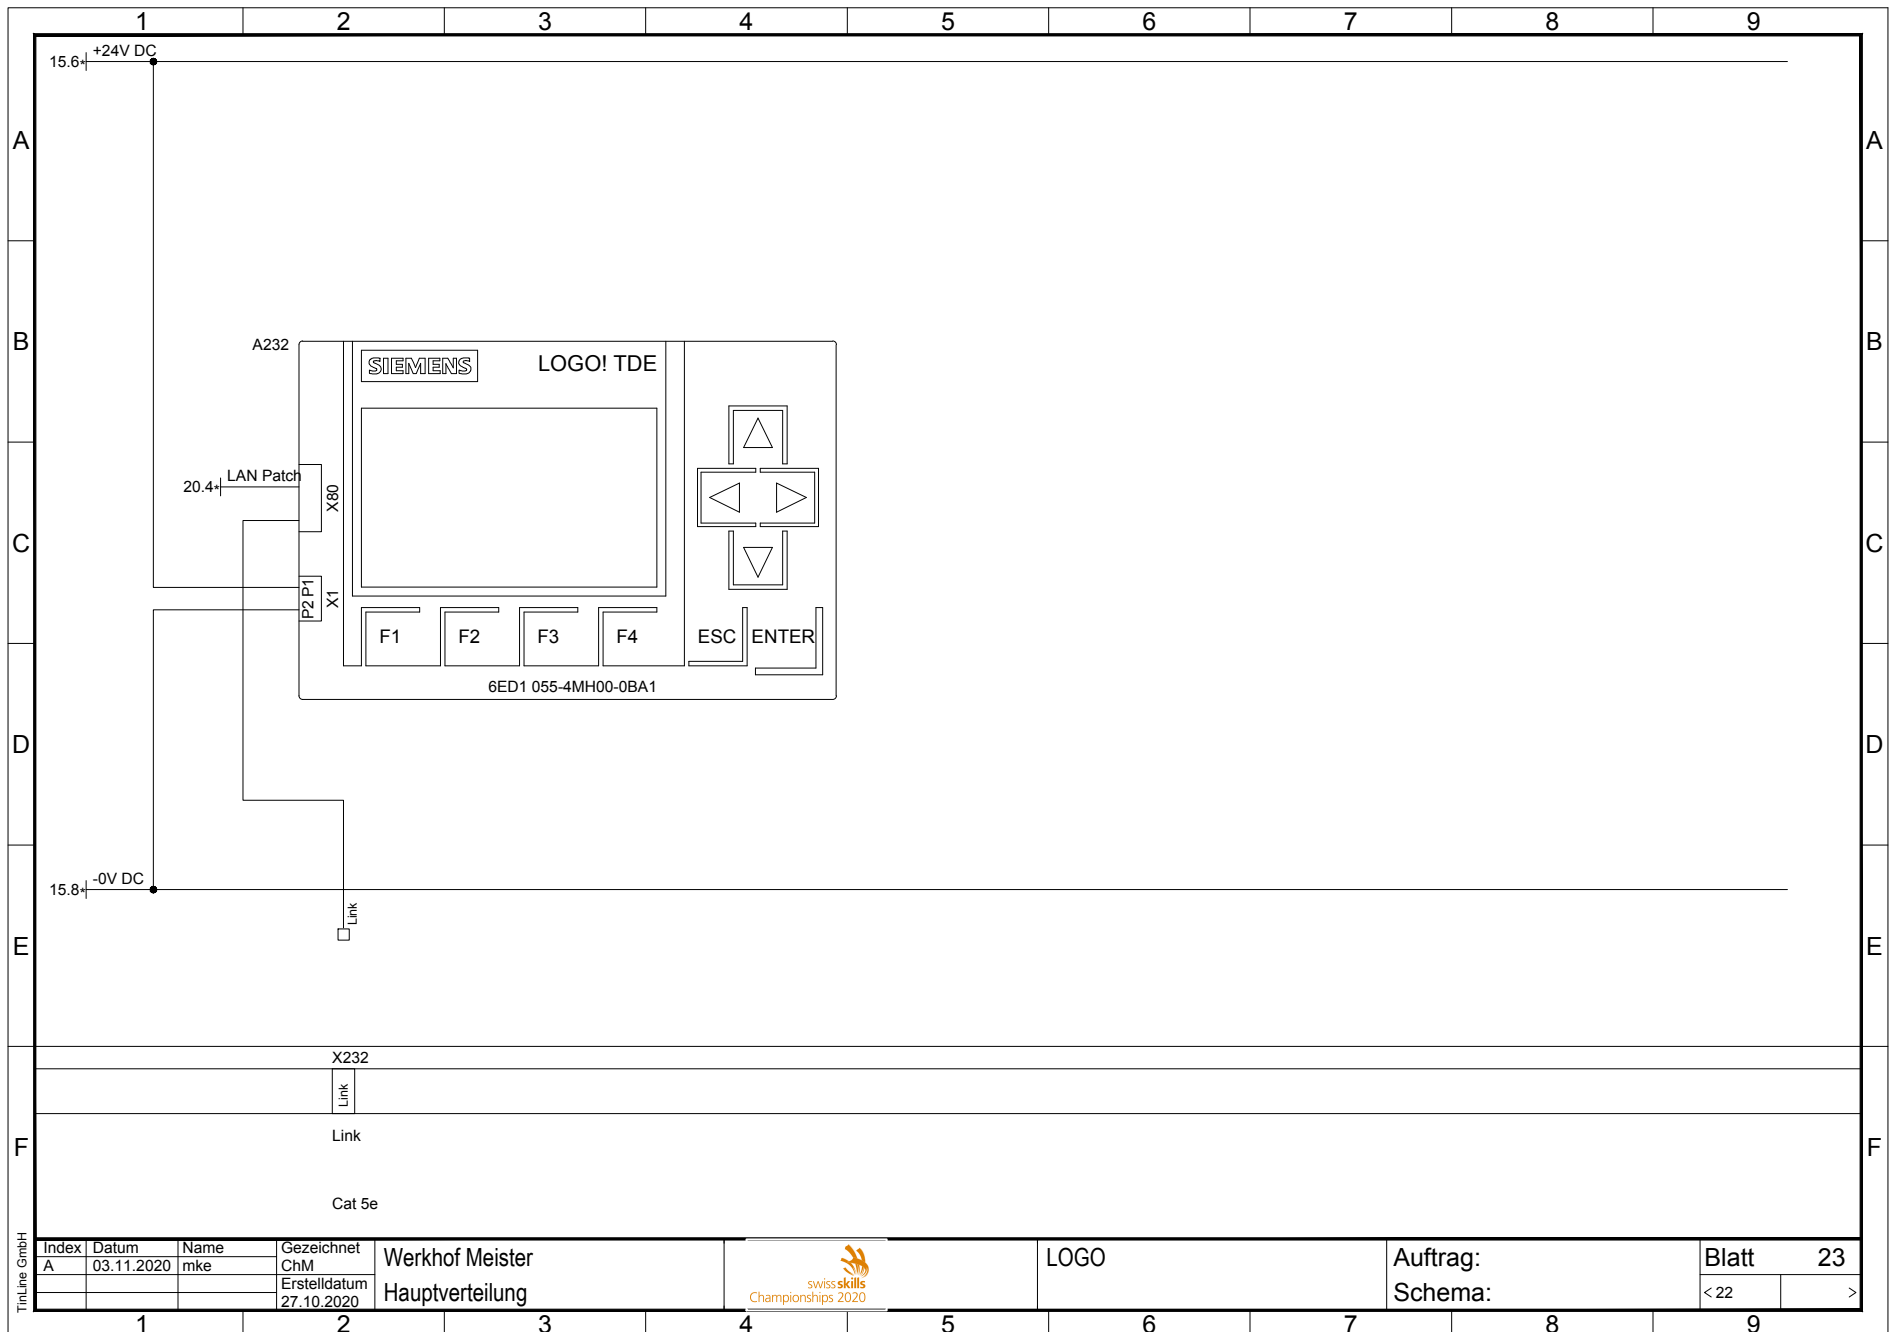 1 2 3 4 5 6 7 8 9
+24V DC
15.6*
A A
B B
A232
SIEMENS LOGO! TDE
LAN Patch
20.4*
X80
C C
P2 P1
X1
F1 F2 F3 F4 ESC ENTER
6ED1 055-4MH00-0BA1
D D
-0V DC
15.8*
Link
E E
X232
Link
Link
F F
Cat 5e
TinLine GmbH
Index Datum Name Gezeichnet
A 03.11.2020 mke ChM
Erstelldatum
27.10.2020
Werkhof Meister
Hauptverteilung
swiss skills
Championships 2020
LOGO
Auftrag:
Schema:
Blatt 23
< 22 >
1 2 3 4 5 6 7 8 9